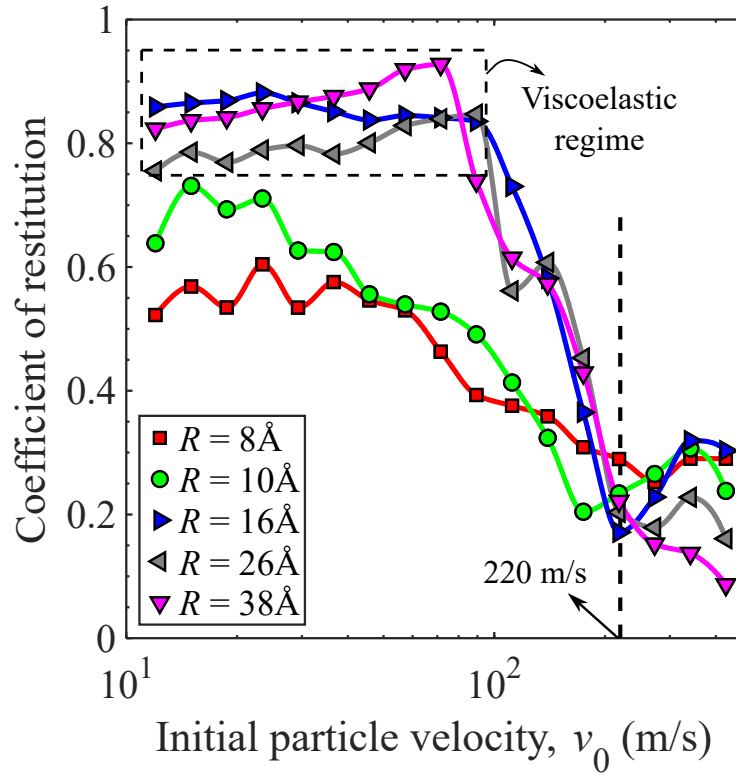 Coefficient of restitution
1
0.8
0.6
0.4
0.2
0
Viscoelastic
regime
R = 8Å
R = 10Å
R = 16Å
R = 26Å
R = 38Å
220 m/s
10¹
10²
Initial particle velocity, v₀ (m/s)